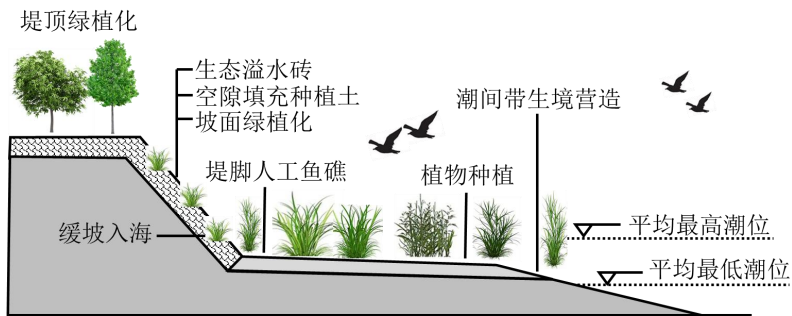 堤顶绿植化
生态溢水砖
空隙填充种植土
坡面绿植化
潮间带生境营造
堤脚人工鱼礁
植物种植
缓坡入海
平均最高潮位
平均最低潮位